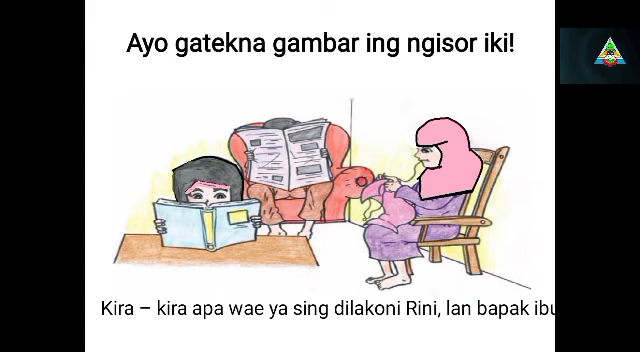 Ayo gatekna gambar ing ngisor iki!
Kira – kira apa wae ya sing dilakoni Rini, lan bapak ibu